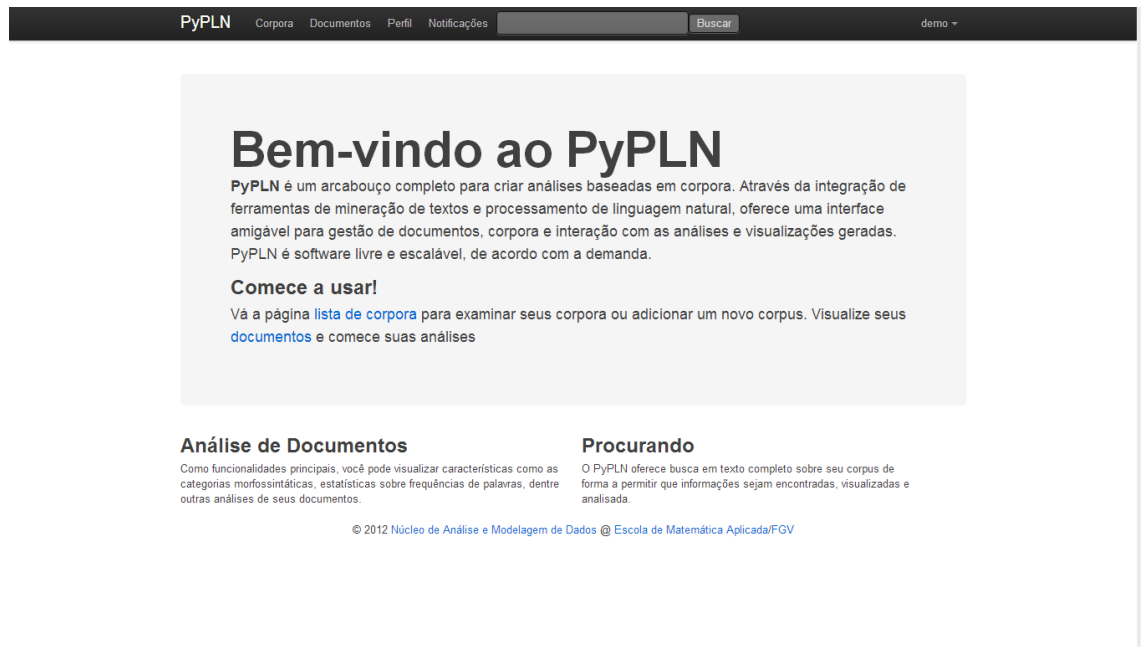 PyPLN Corpora Documentos Perfil Notificações Buscar demo
Bem-vindo ao PyPLN
PyPLN é um arcabouço completo para criar análises baseadas em corpora. Através da integração de
ferramentas de mineração de textos e processamento de linguagem natural, oferece uma interface
amigável para gestão de documentos, corpora e interação com as análises e visualizações geradas.
PyPLN é software livre e escalável, de acordo com a demanda.
Comece a usar!
Vá a página lista de corpora para examinar seus corpora ou adicionar um novo corpus. Visualize seus
documentos e comece suas análises
Análise de Documentos
Como funcionalidades principais, você pode visualizar características como as
categorias morfossintáticas, estatísticas sobre frequências de palavras, dentre
outras análises de seus documentos.
Procurando
O PyPLN oferece busca em texto completo sobre seu corpus de
forma a permitir que informações sejam encontradas, visualizadas e
analisada.
© 2012 Núcleo de Análise e Modelagem de Dados @ Escola de Matemática Aplicada/FGV